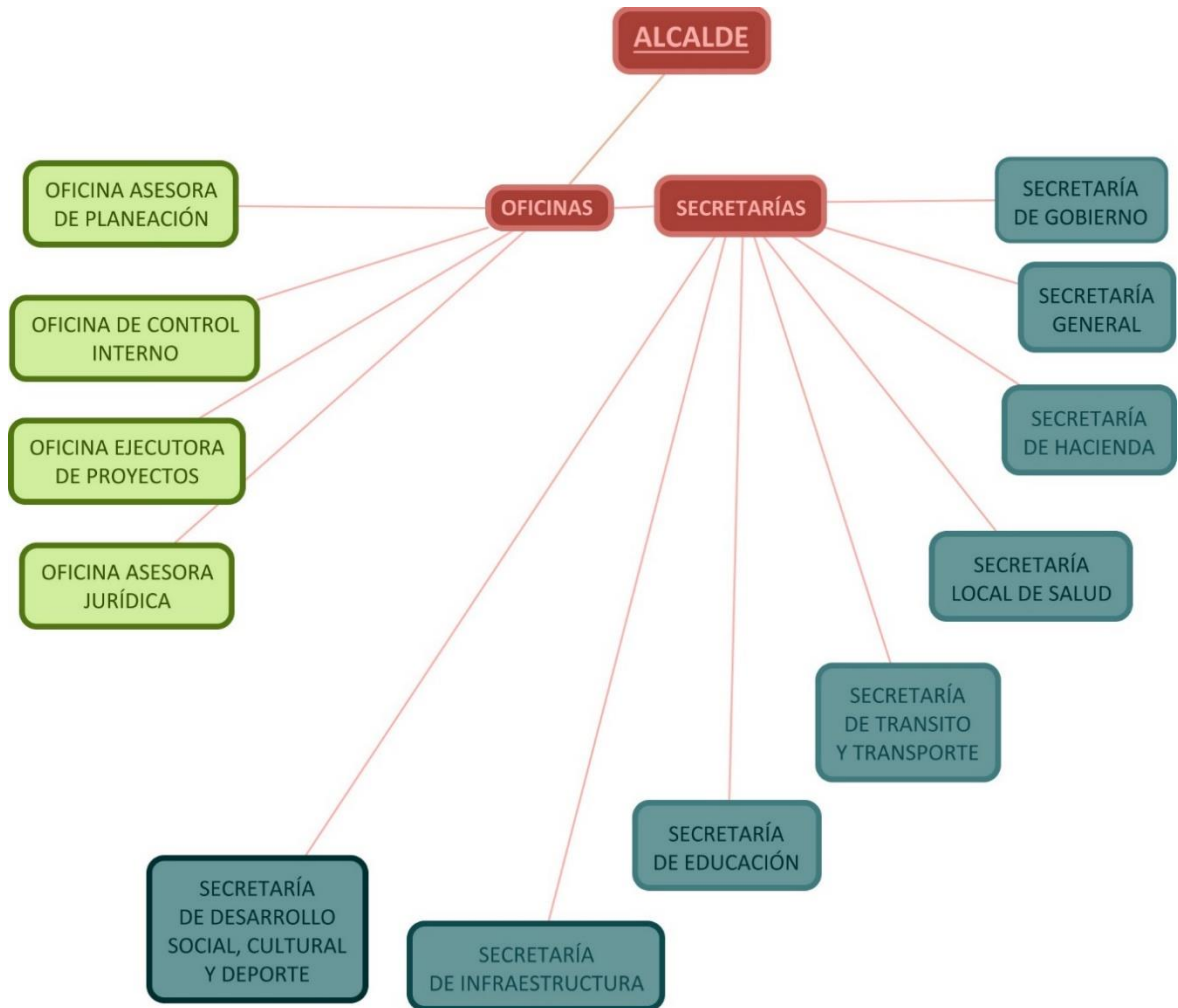 ALCALDE
OFICINAS
SECRETARÍAS
OFICINA ASESORA
DE PLANEACIÓN
OFICINA DE CONTROL
INTERNO
OFICINA EJECUTORA
DE PROYECTOS
OFICINA ASESORA
JURÍDICA
SECRETARÍA
DE GOBIERNO
SECRETARÍA
GENERAL
SECRETARÍA
DE HACIENDA
SECRETARÍA
LOCAL DE SALUD
SECRETARÍA
DE TRANSITO
Y TRANSPORTE
SECRETARÍA
DE EDUCACIÓN
SECRETARÍA
DE INFRAESTRUCTURA
SECRETARÍA
DE DESARROLLO
SOCIAL, CULTURAL
Y DEPORTE